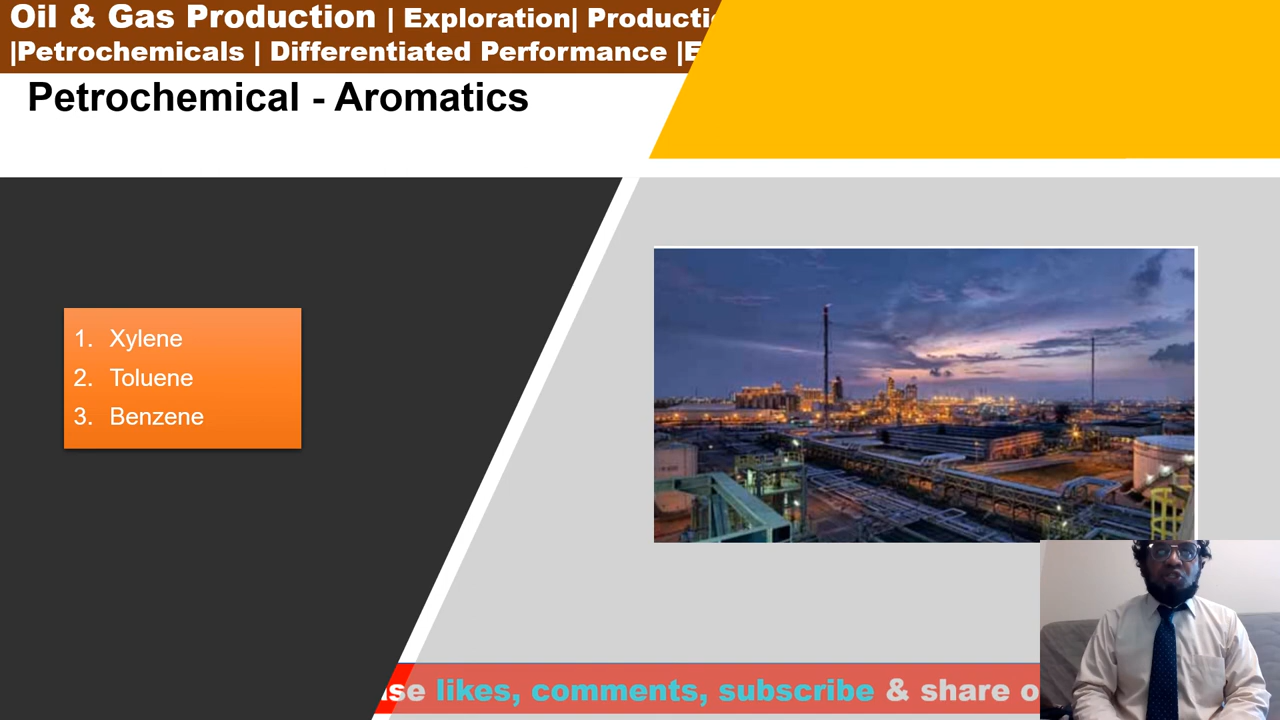 Oil & Gas Production | Exploration| Producti
|Petrochemicals | Differentiated Performance |E
Petrochemical - Aromatics
1. Xylene
2. Toluene
3. Benzene
se likes, comments, subscribe & share o